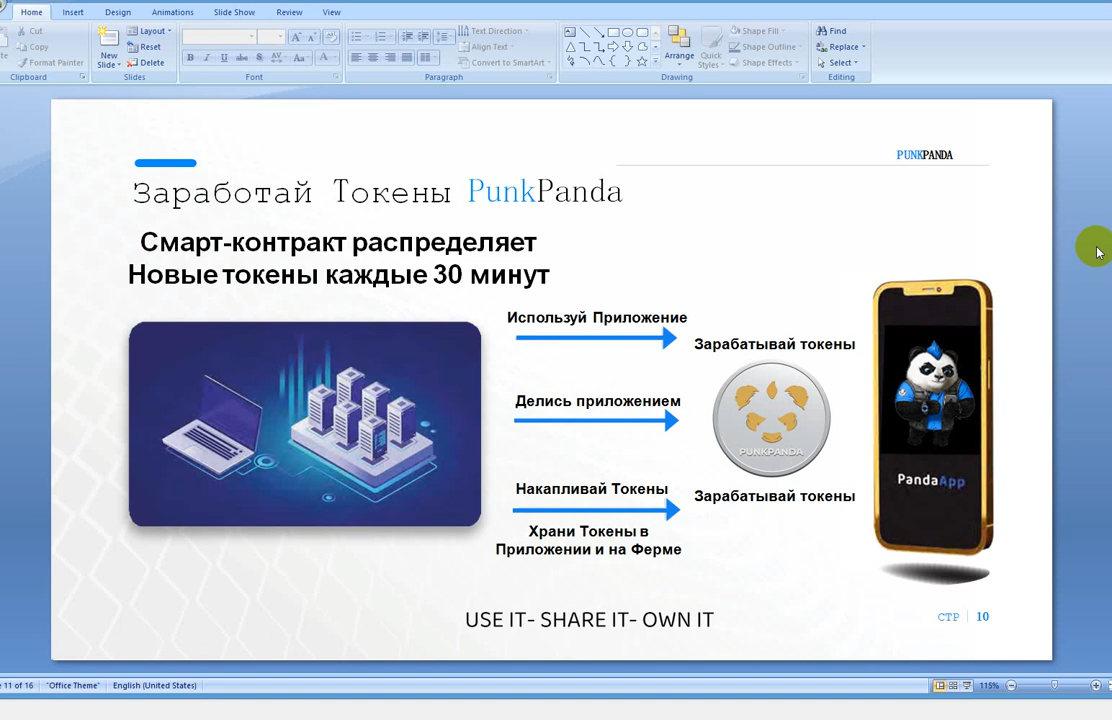 Home Insert Design Animations Slide Show Review View
Cut
Copy
Format Painter
Clipboard
New Slide
Layout
Reset
Delete
Slides
B I U abe S AV Aa
Font
Text Direction
Align Text
Convert to SmartArt
Paragraph
Arrange
Quick Styles
Shape Fill
Shape Outline
Shape Effects
Drawing
Find
Replace
Select
Editing
PUNKPANDA
Заработай Токены PunkPanda
Смарт-контракт распределяет
Новые токены каждые 30 минут
Используй Приложение
Зарабатывай токены
Делись приложением
PUNKPANDA
PandaApp
Накапливай Токены
Зарабатывай токены
Храни Токены в
Приложении и на Ферме
USE IT- SHARE IT- OWN IT
СТР 10
11 of 16 "Office Theme" English (United States) 115%